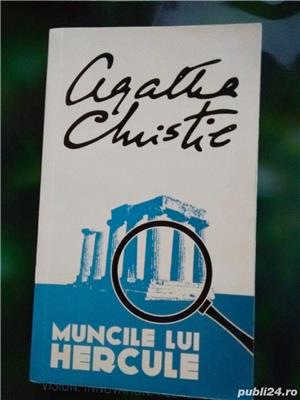 Agatha
Christie
MUNCILE LUI
HERCULE
publi24.ro